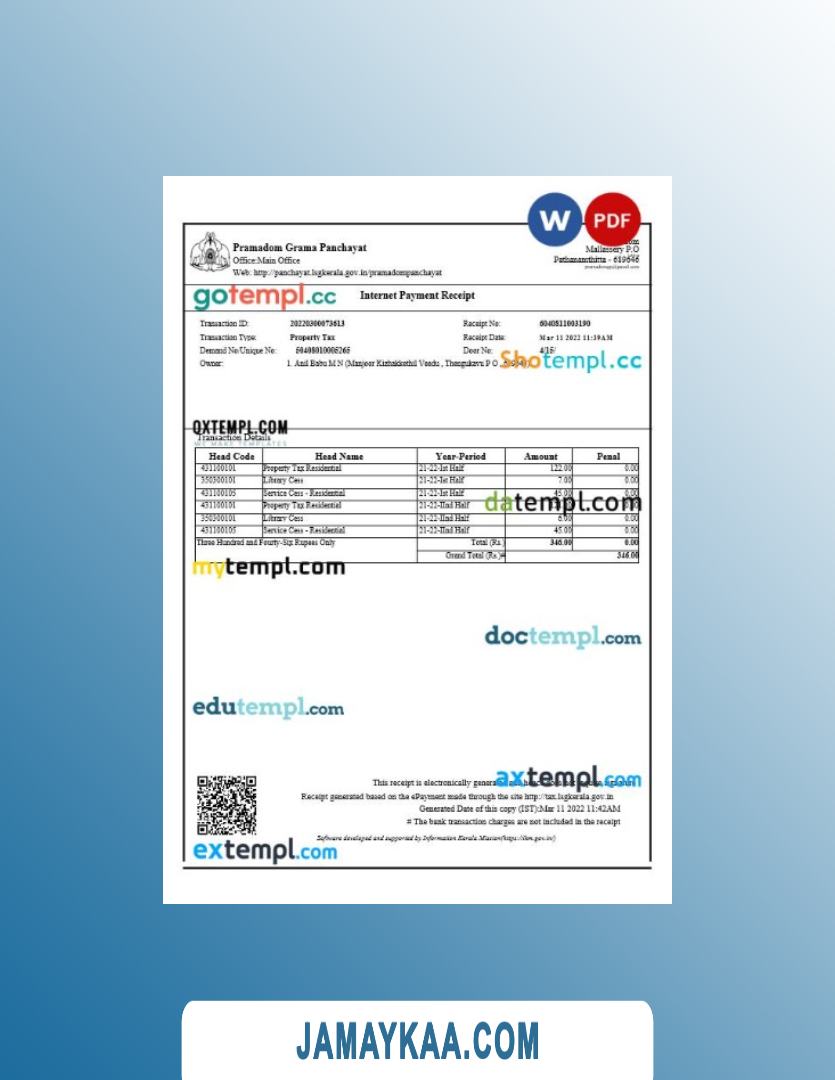 W PDF
Pramadom Grama Panchayat
Office:Main Office
Mallassery P.O
Pathanamthitta - 689646
Web: http://panchayat.lsgkerala.gov.in/pramadompanchayat
gotempl.cc
Internet Payment Receipt
Transaction ID: 20220300073613 Receipt No: 6040811003190
Transaction Type: Property Tax Receipt Date: Mar 11 2022 11:39AM
Demand No/Unique No: 50408010005265 Door No: 4/15/
Owner: 1. Anil Babu M N (Manjoor Kizhakkethil Veedu , Thengukavu P O ,
Shotempl.cc
QXTEMPL.COM
WE MAKE TEMPLATES
Transaction Details
Head Code Head Name Year-Period Amount Penal
431100101 Property Tax Residential 21-22-Ist Half 122.00 0.00
350300101 Library Cess 21-22-Ist Half 7.00 0.00
431100105 Service Cess - Residential 21-22-Ist Half 45.00 0.00
datempl.com
431100101 Property Tax Residential 21-22-IInd Half 0.00
350300101 Library Cess 21-22-IInd Half 6.00 0.00
431100105 Service Cess - Residential 21-22-IInd Half 45.00 0.00
Three Hundred and Fourty-Six Rupees Only Total (Rs.) 346.00 0.00
Grand Total (Rs.)# 346.00
mytempl.com
doctempl.com
edutempl.com
axtempl.com
This receipt is electronically
Receipt generated based on the ePayment made through the site http://tax.lsgkerala.gov.in
Generated Date of this copy (IST):Mar 11 2022 11:42AM
# The bank transaction charges are not included in the receipt
Software developed and supported by Information Kerala Mission(https://ikm.gov.in/)
extempl.com
JAMAYKAA.COM